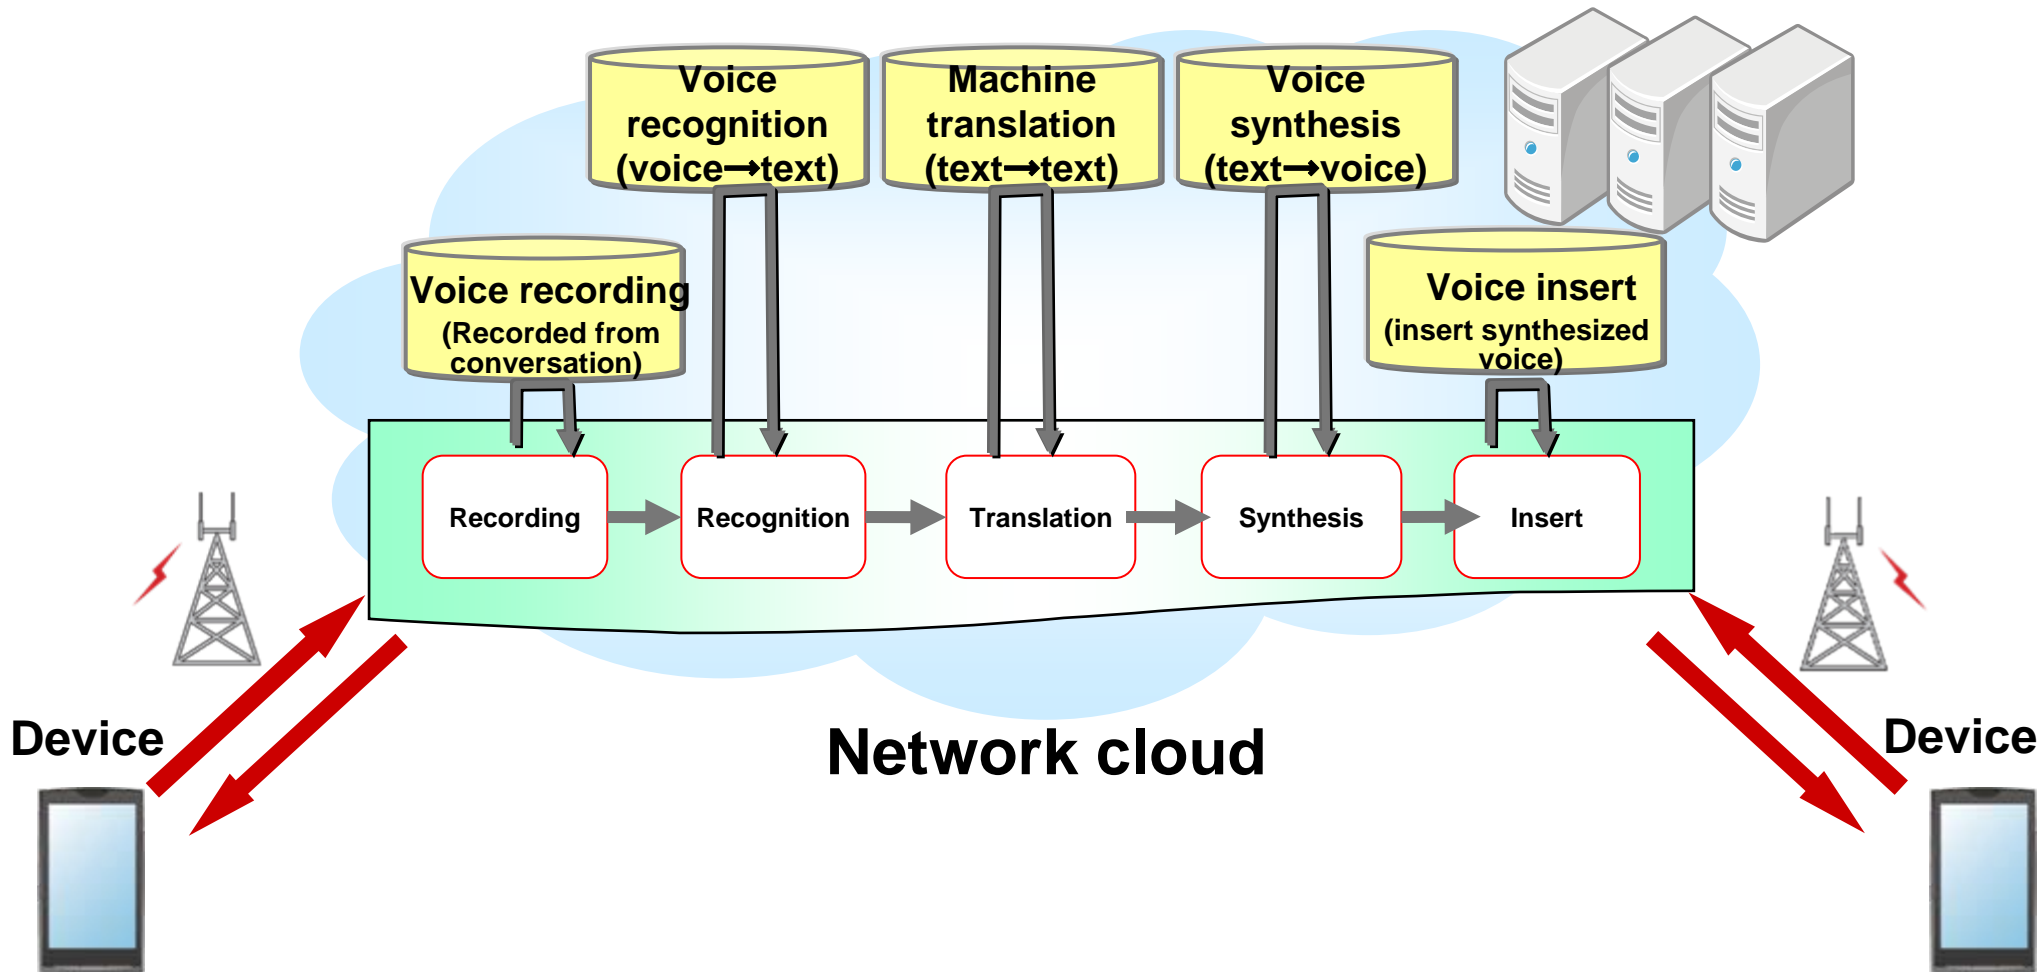 Voice
recognition
(voice→text)
Machine
translation
(text→text)
Voice
synthesis
(text→voice)
Voice recording
(Recorded from
conversation)
Voice insert
(insert synthesized
voice)
Recording
Recognition
Translation
Synthesis
Insert
Device
Network cloud
Device